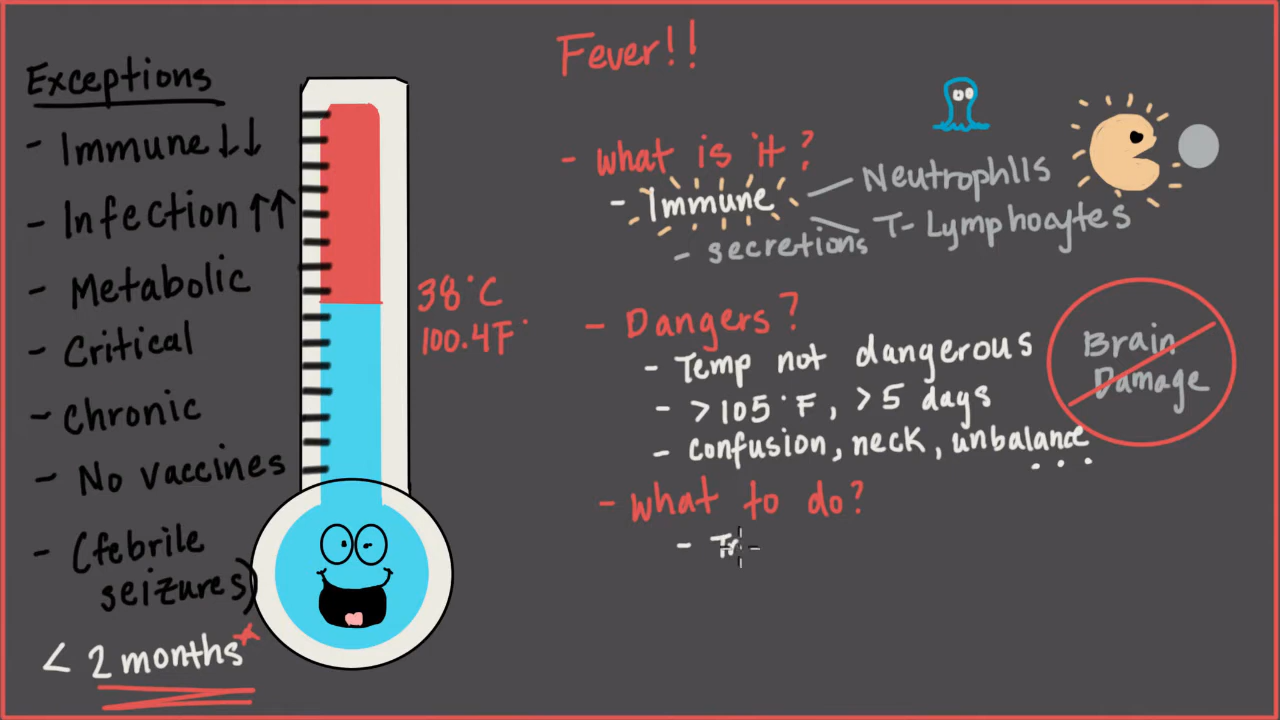 Fever!!
Exceptions
- Immune ↓↓
- Infection ↑↑
- Metabolic
- Critical
- Chronic
- No vaccines
- (febrile
seizures)
< 2 months*
38°C
100.4F°
- What is it?
- Immune
Neutrophils
T-Lymphocytes
- secretions
- Dangers?
- Temp not dangerous
- >105°F, >5 days
- confusion, neck, unbalance...
Brain
Damage
- What to do?
- Tr